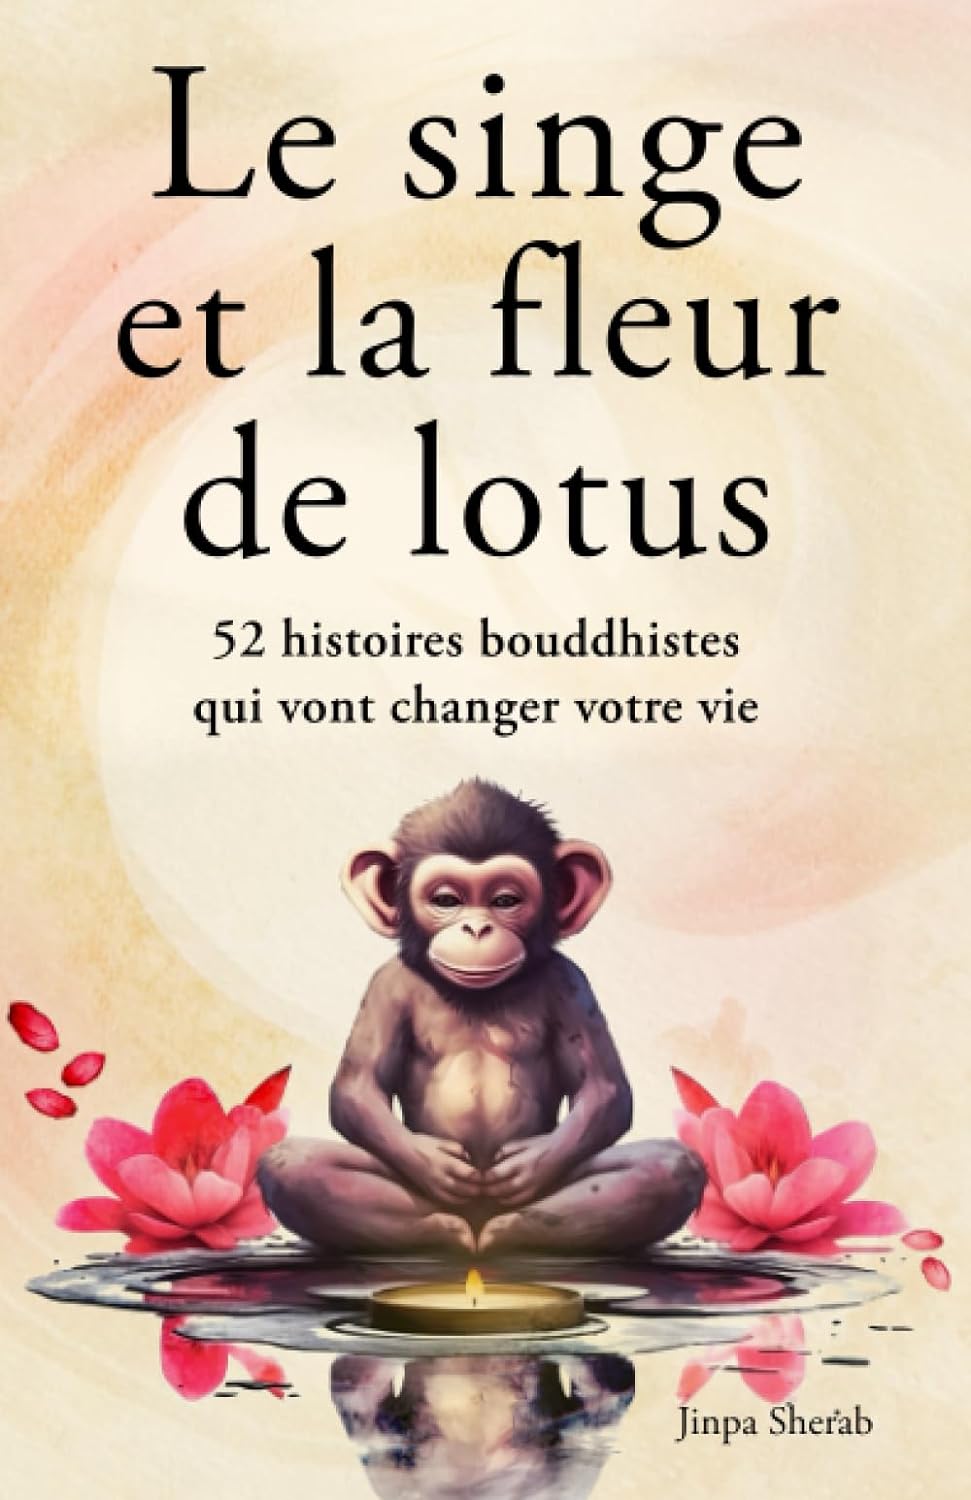 Le singe
et la fleur
de lotus
52 histoires bouddhistes
qui vont changer votre vie
Jinpa Sherab